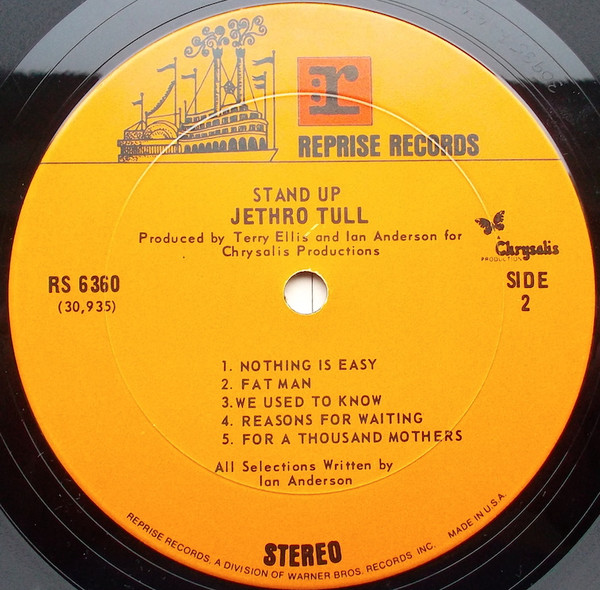 r
REPRISE RECORDS
STAND UP
JETHRO TULL
Produced by Terry Ellis and Ian Anderson for
Chrysalis Productions
A
Chrysalis
PRODUCTION
RS 6360
(30,935)
SIDE
2
1. NOTHING IS EASY
2. FAT MAN
3.WE USED TO KNOW
4. REASONS FOR WAITING
5. FOR A THOUSAND MOTHERS
All Selections Written by
Ian Anderson
STEREO
REPRISE RECORDS, A DIVISION OF WARNER BROS. RECORDS INC. MADE IN U.S.A.